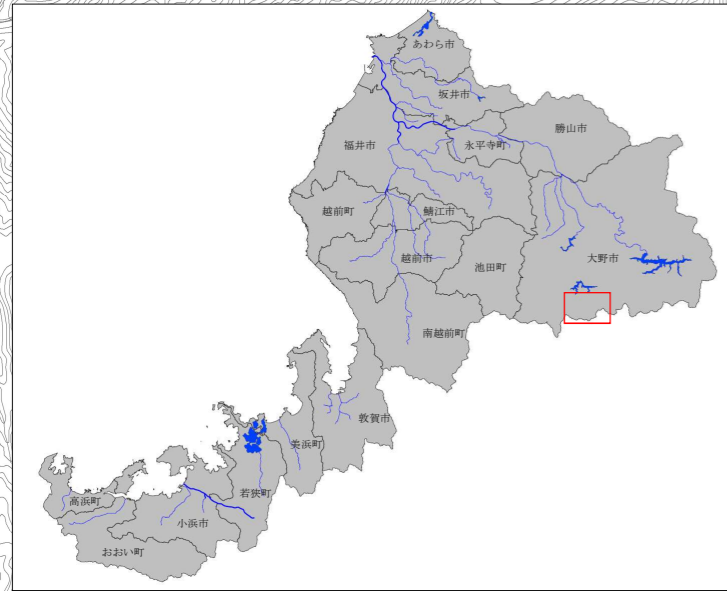 あわら市
坂井市
勝山市
福井市
永平寺町
越前町
鯖江市
越前市
池田町
大野市
南越前町
敦賀市
美浜町
若狭町
高浜町
小浜市
おおい町